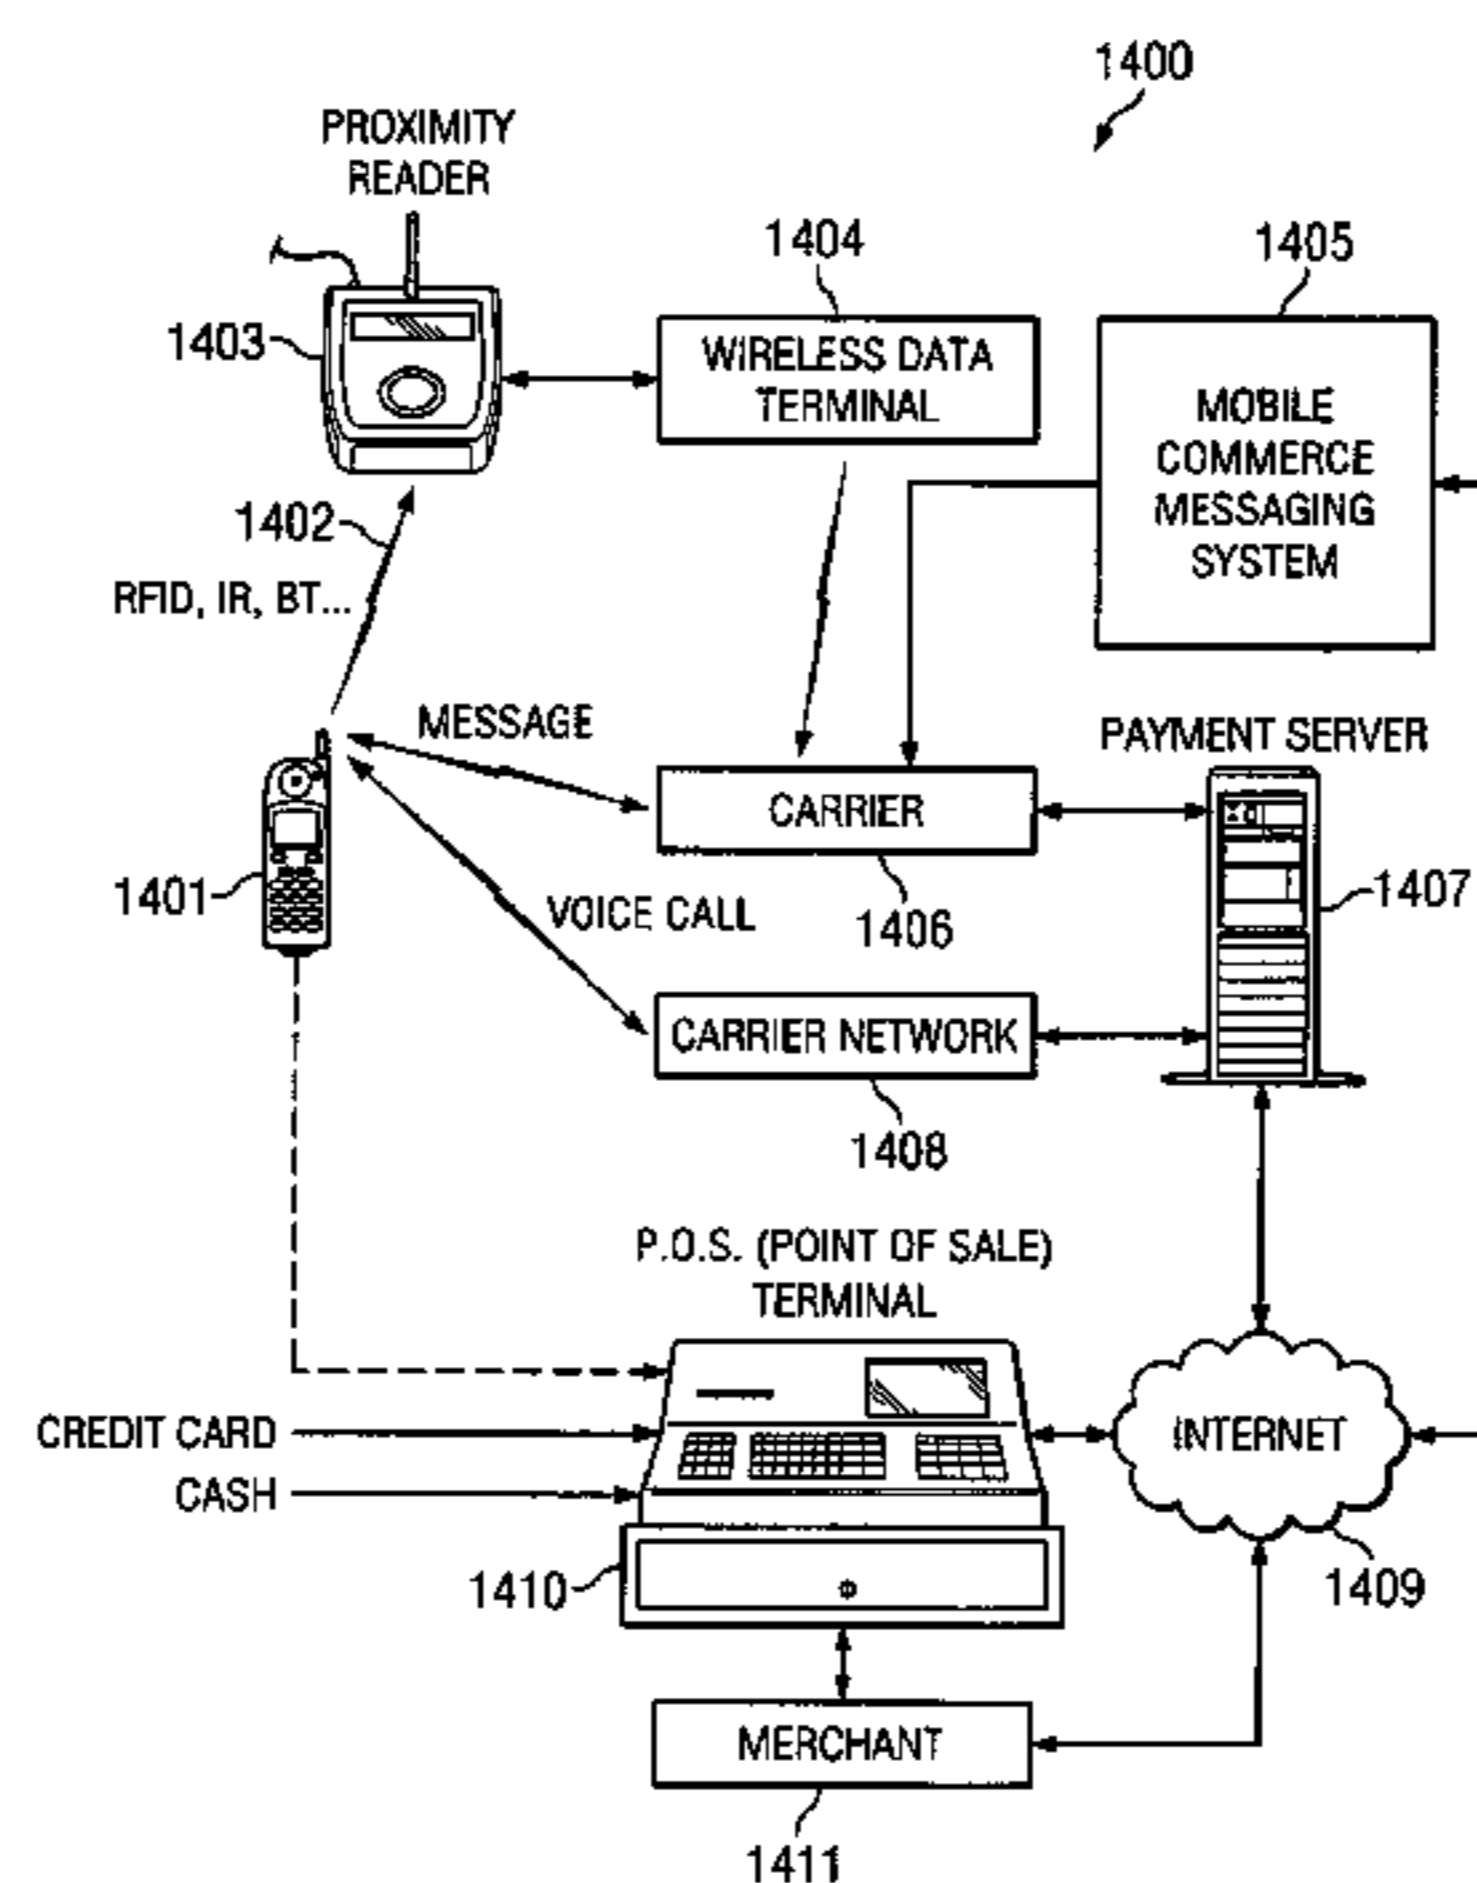 1400
PROXIMITY
READER
1404
1405
1403
WIRELESS DATA
TERMINAL
MOBILE
COMMERCE
MESSAGING
SYSTEM
1402
RFID, IR, BT...
MESSAGE
PAYMENT SERVER
CARRIER
1401
VOICE CALL
1406
1407
CARRIER NETWORK
1408
P.O.S. (POINT OF SALE)
TERMINAL
CREDIT CARD
INTERNET
CASH
1410
1409
MERCHANT
1411